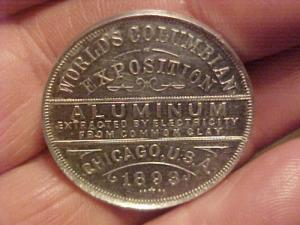 WORLD'S COLUMBIAN
EXPOSITION
ALUMINUM
EXTRACTED BY ELECTRICITY
FROM COMMON CLAY
CHICAGO, U.S.A.
1893